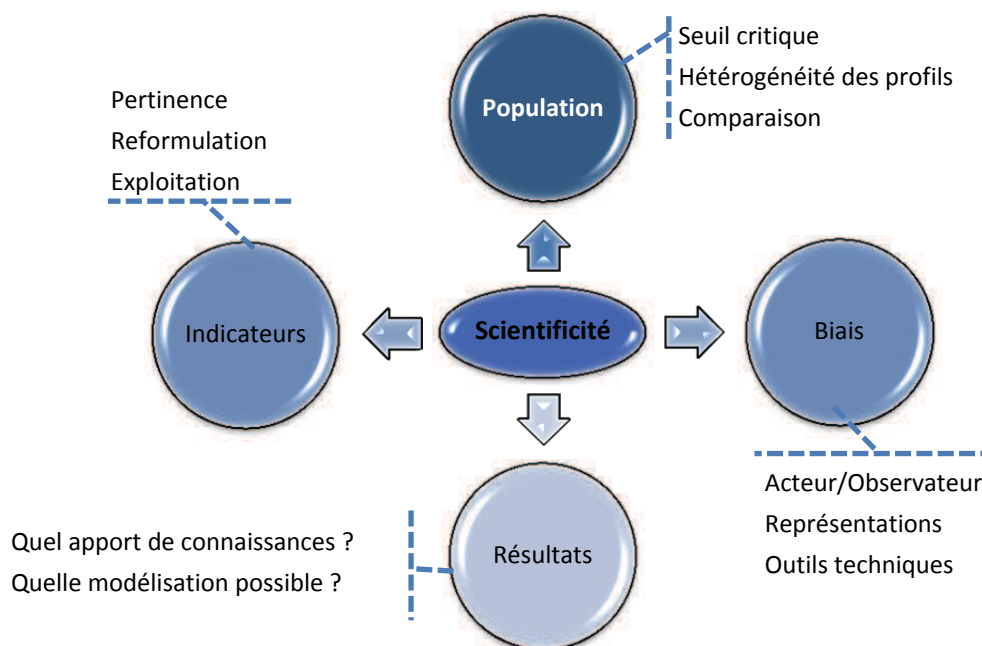 Population
Seuil critique
Hétérogénéité des profils
Comparaison
Pertinence
Reformulation
Exploitation
Indicateurs
Scientificité
Biais
Acteur/Observateur
Représentations
Outils techniques
Quel apport de connaissances ?
Quelle modélisation possible ?
Résultats